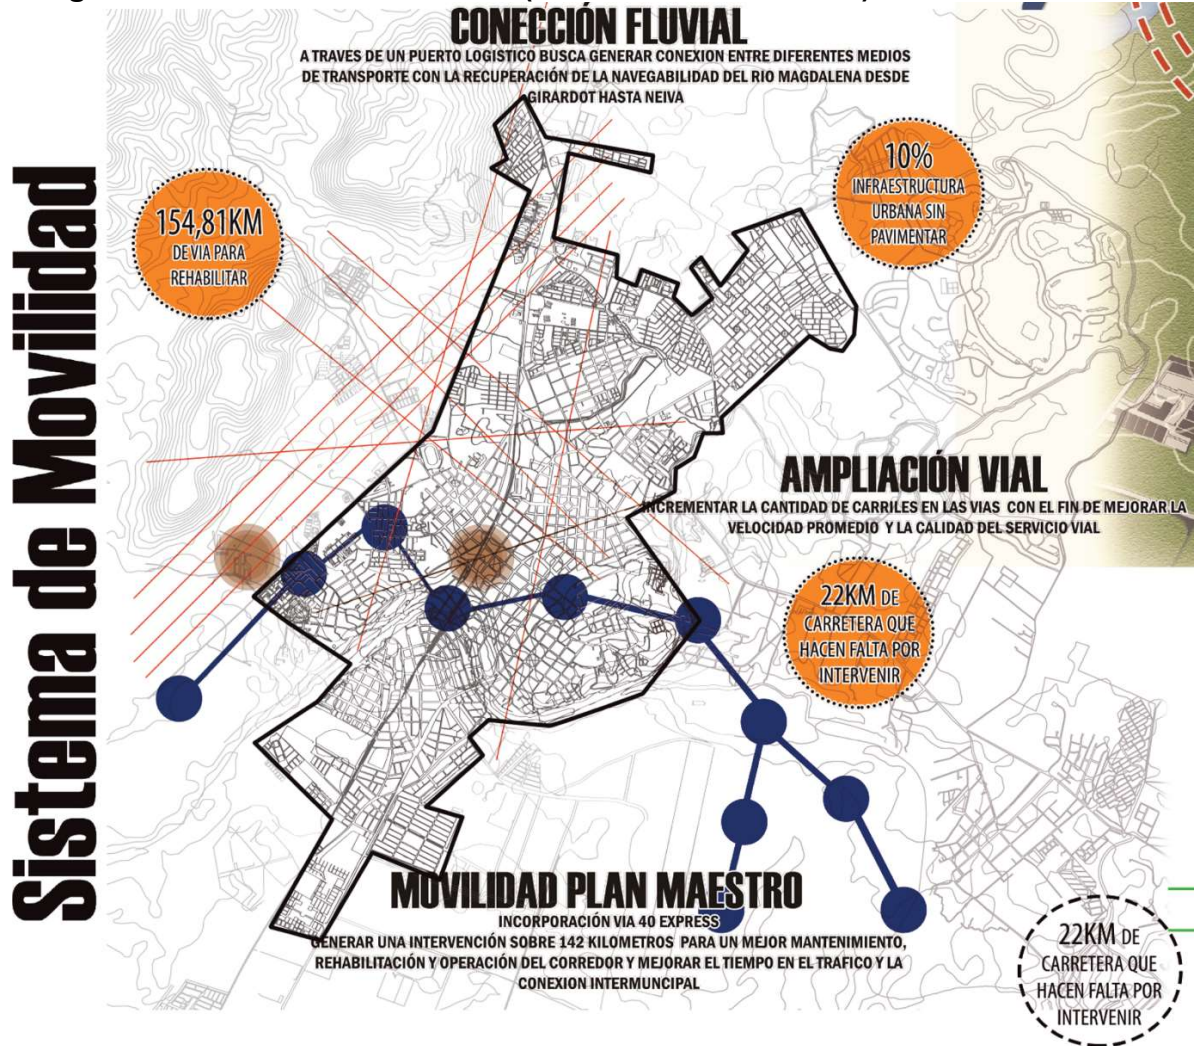 CONECCIÓN FLUVIAL
A TRAVES DE UN PUERTO LOGISTICO BUSCA GENERAR CONEXION ENTRE DIFERENTES MEDIOS
DE TRANSPORTE CON LA RECUPERACIÓN DE LA NAVEGABILIDAD DEL RIO MAGDALENA DESDE
GIRARDOT HASTA NEIVA
Sistema de Movilidad
154,81KM
DE VIA PARA
REHABILITAR
10%
INFRAESTRUCTURA
URBANA SIN
PAVIMENTAR
AMPLIACIÓN VIAL
INCREMENTAR LA CANTIDAD DE CARRILES EN LAS VIAS CON EL FIN DE MEJORAR LA
VELOCIDAD PROMEDIO Y LA CALIDAD DEL SERVICIO VIAL
22KM DE
CARRETERA QUE
HACEN FALTA POR
INTERVENIR
MOVILIDAD PLAN MAESTRO
INCORPORACIÓN VIA 40 EXPRESS
GENERAR UNA INTERVENCIÓN SOBRE 142 KILOMETROS PARA UN MEJOR MANTENIMIENTO,
REHABILITACIÓN Y OPERACIÓN DEL CORREDOR Y MEJORAR EL TIEMPO EN EL TRAFICO Y LA
CONEXION INTERMUNCIPAL
22KM DE
CARRETERA QUE
HACEN FALTA POR
INTERVENIR